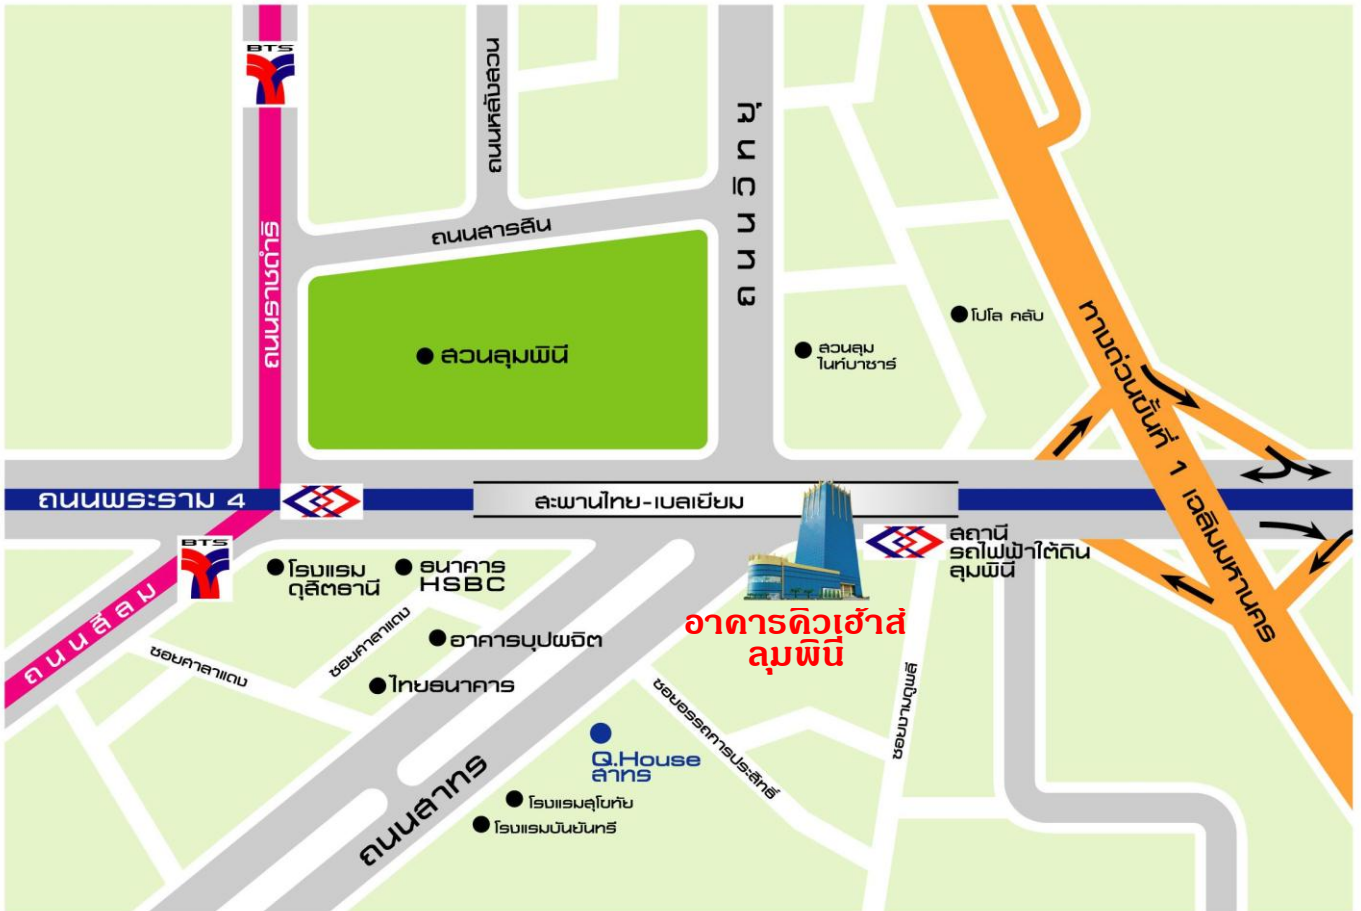 BTS
ถนนหลังสวน
วิทยุ
ถนนราชดำริ
ถนนสารสิน
ถนน
โปโล คลับ
สวนลุมพินี
สวนลุม
ไนท์บาซาร์
ทางด่วนขั้นที่ 1 เฉลิมมหานคร
ถนนพระราม 4
สะพานไทย-เบลเยียม
สถานี
รถไฟฟ้าใต้ดิน
ลุมพินี
BTS
โรงแรม
ดุสิตธานี
ธนาคาร
HSBC
ถนนสีลม
ซอยศาลาแดง
ซอยศาลาแดง
อาคารบุปผจิต
ไทยธนาคาร
อาคารคิวเฮ้าส์
ลุมพินี
ซอยอรรถการประสิทธิ์
ซอยงามดูพลี
Q.House
สาทร
ถนนสาทร
โรงแรมสุโขทัย
โรงแรมบันยันทรี